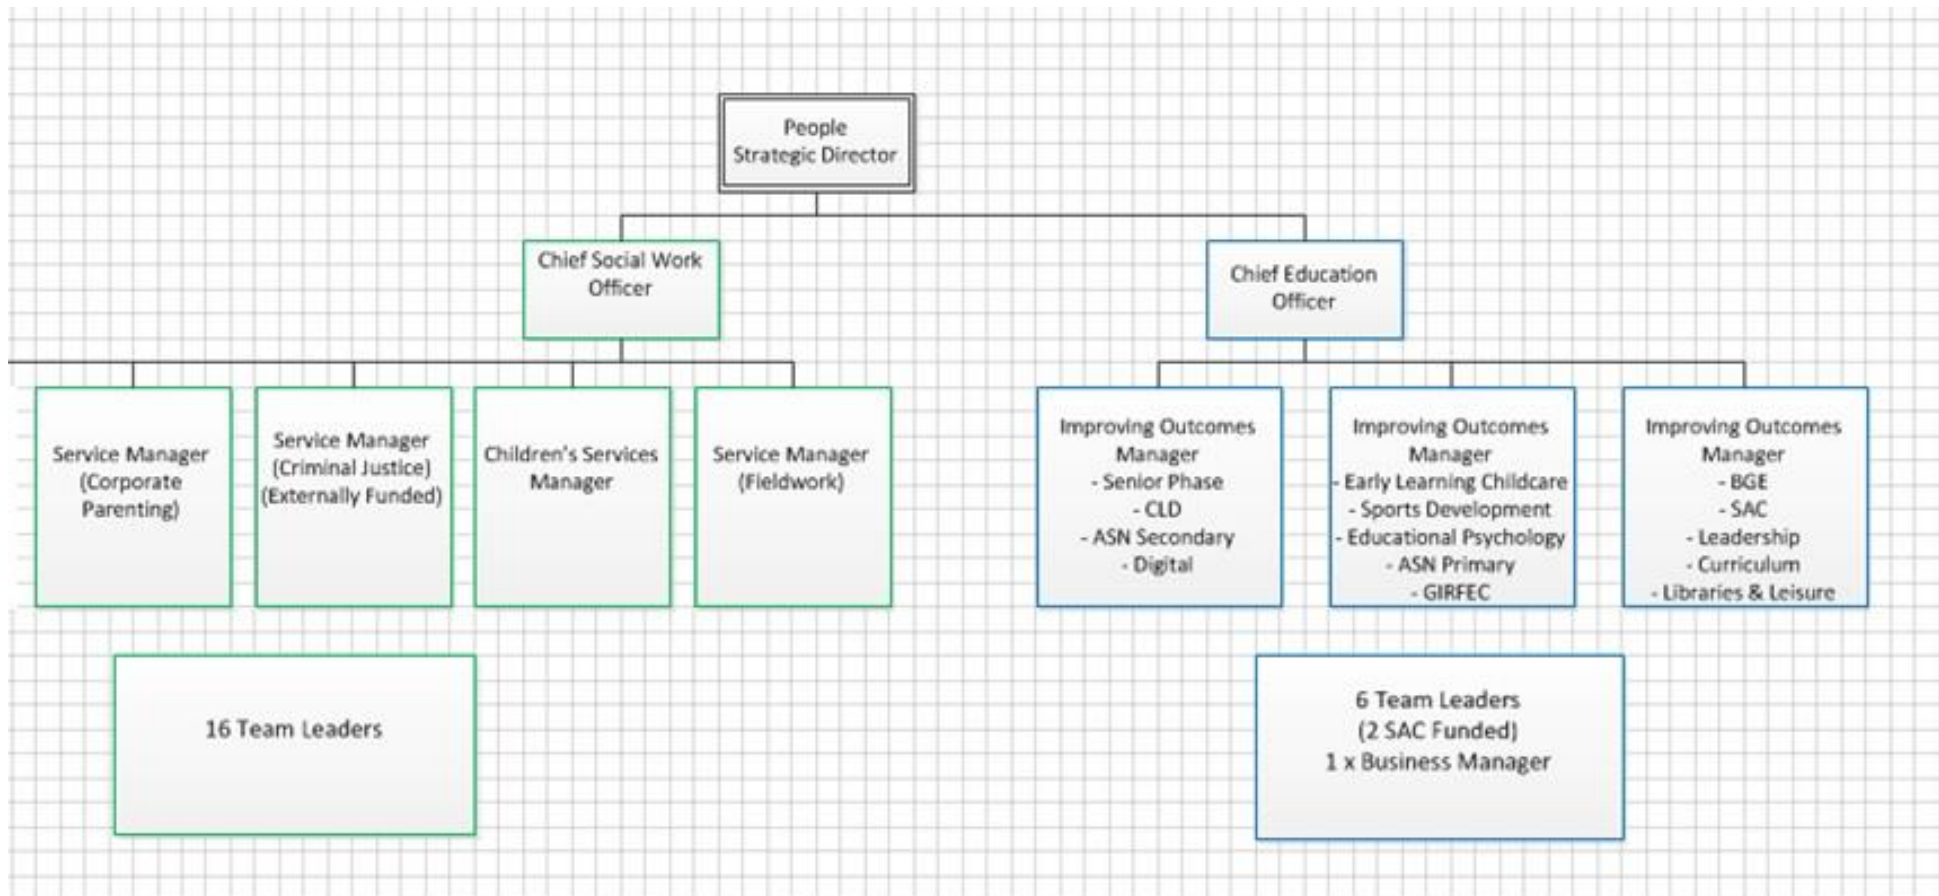 People
Strategic Director
Chief Social Work
Officer
Chief Education
Officer
Service Manager
(Corporate
Parenting)
Service Manager
(Criminal Justice)
(Externally Funded)
Children's Services
Manager
Service Manager
(Fieldwork)
Improving Outcomes
Manager
- Senior Phase
- CLD
- ASN Secondary
- Digital
Improving Outcomes
Manager
- Early Learning Childcare
- Sports Development
- Educational Psychology
- ASN Primary
- GIRFEC
Improving Outcomes
Manager
- BGE
- SAC
- Leadership
- Curriculum
- Libraries & Leisure
16 Team Leaders
6 Team Leaders
(2 SAC Funded)
1 x Business Manager